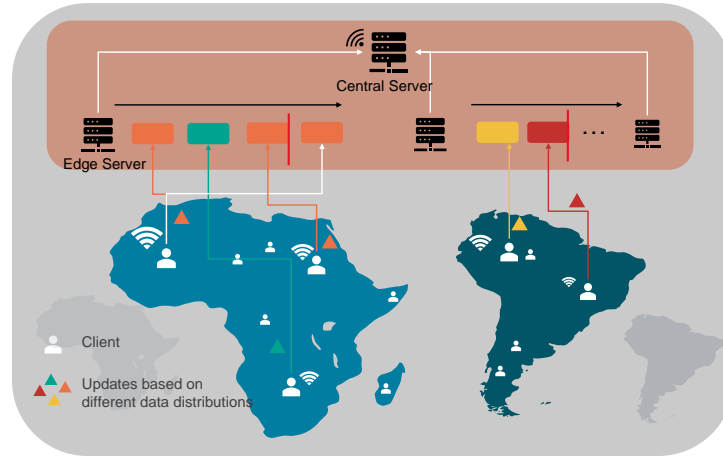 Central Server
Edge Server
...
Client
Updates based on
different data distributions